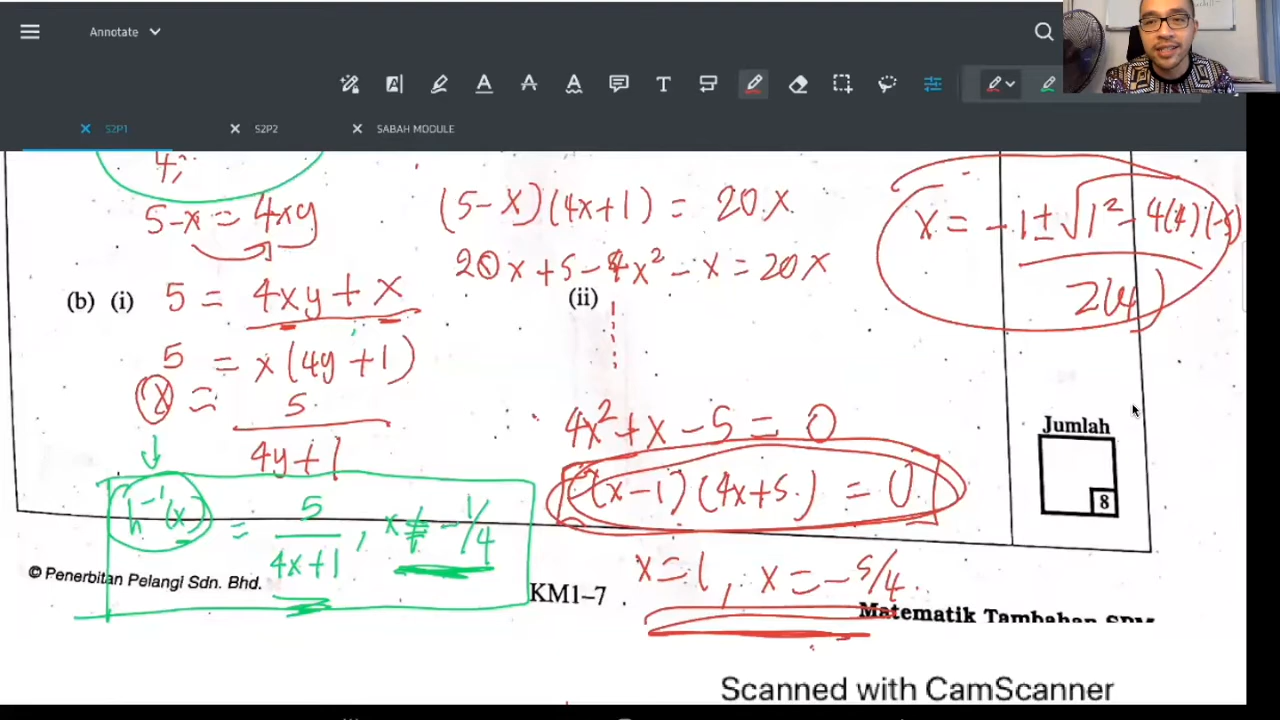 Annotate
S2P1
S2P2
SABAH MODULE
4;
5-x = 4xy
(b) (i) 5 = 4xy + x
5 = x(4y+1)
x = 5/(4y+1)
h⁻¹(x) = 5/(4x+1), x ≠ -1/4
(5-x)(4x+1) = 20x
20x+5-4x²-x=20x
(ii)
4x²+x-5=0
(x-1)(4x+5)=0
x=1, x=-5/4
x = -1±√1²-4(4)(-5)
2(4)
Jumlah
8
© Penerbitan Pelangi Sdn. Bhd.
KM1–7
Matematik Tambahan SPM
Scanned with CamScanner